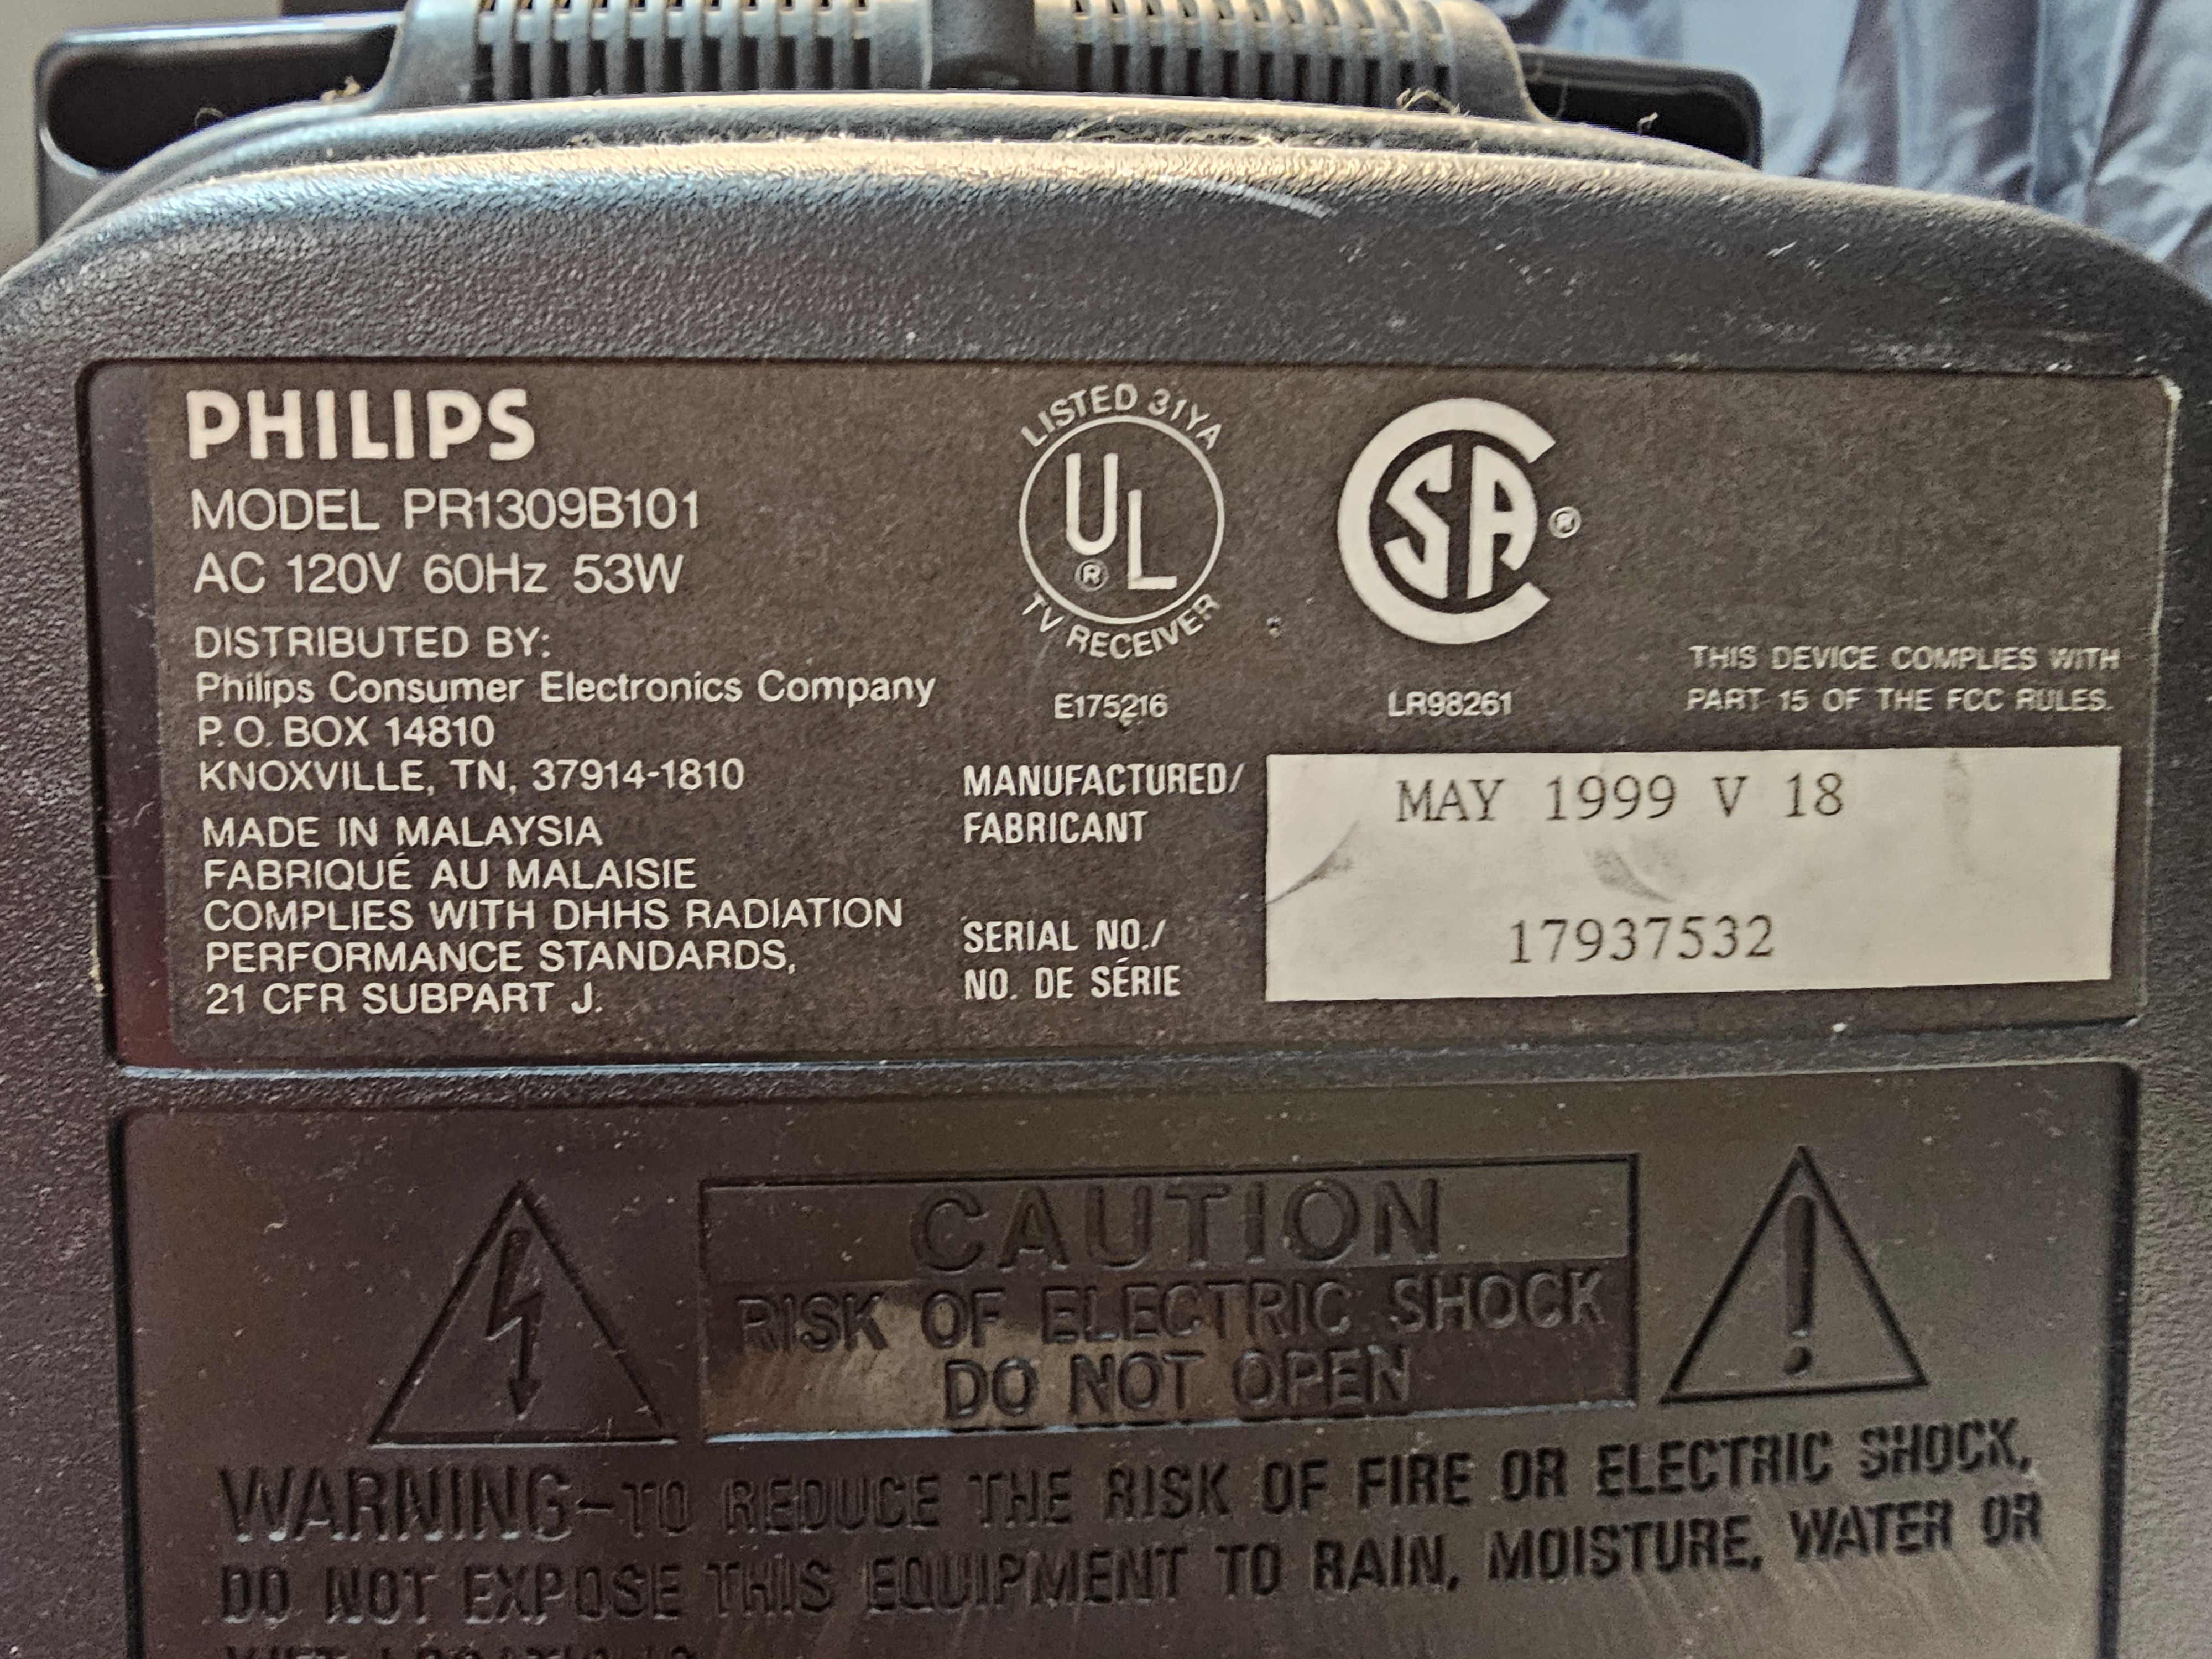 PHILIPS
MODEL PR1309B101
AC 120V 60Hz 53W
DISTRIBUTED BY:
Philips Consumer Electronics Company
P.O. BOX 14810
KNOXVILLE, TN, 37914-1810
MADE IN MALAYSIA
FABRIQUÉ AU MALAISIE
COMPLIES WITH DHHS RADIATION
PERFORMANCE STANDARDS,
21 CFR SUBPART J.
LISTED 31YA
UL®
TV RECEIVER
E175216
CSA®
LR98261
THIS DEVICE COMPLIES WITH
PART 15 OF THE FCC RULES.
MANUFACTURED/
FABRICANT
MAY 1999 V 18
SERIAL NO./
NO. DE SÉRIE
17937532
CAUTION
RISK OF ELECTRIC SHOCK
DO NOT OPEN
!
WARNING-TO REDUCE THE RISK OF FIRE OR ELECTRIC SHOCK,
DO NOT EXPOSE THIS EQUIPMENT TO RAIN, MOISTURE, WATER OR